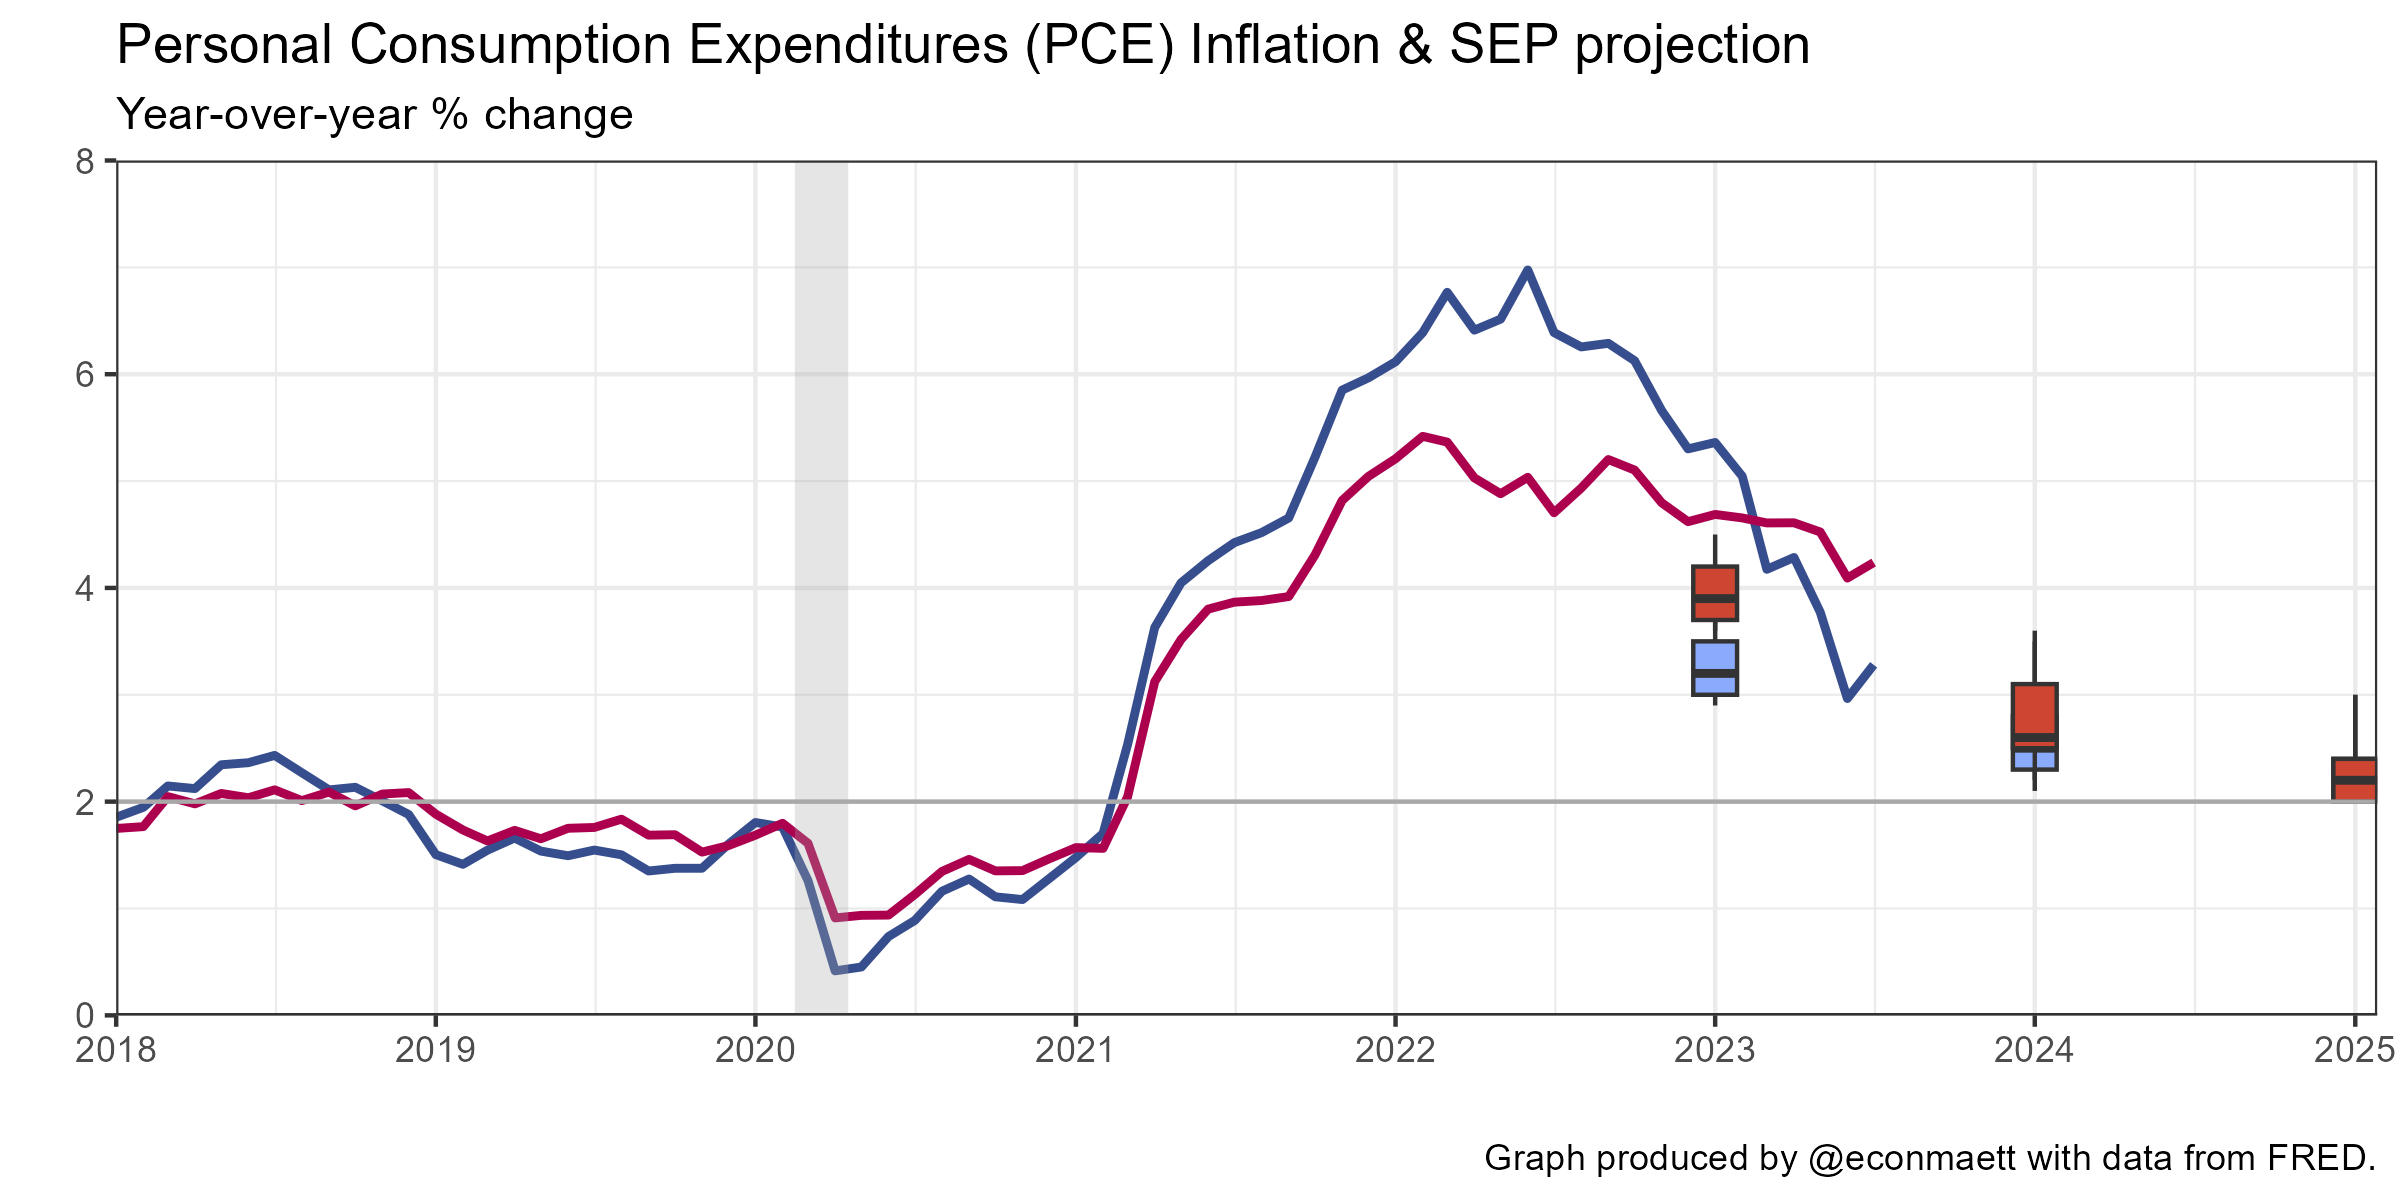 Personal Consumption Expenditures (PCE) Inflation & SEP projection
Year-over-year % change
8
6
4
2
0
2018 2019 2020 2021 2022 2023 2024 2025
Graph produced by @econmaett with data from FRED.